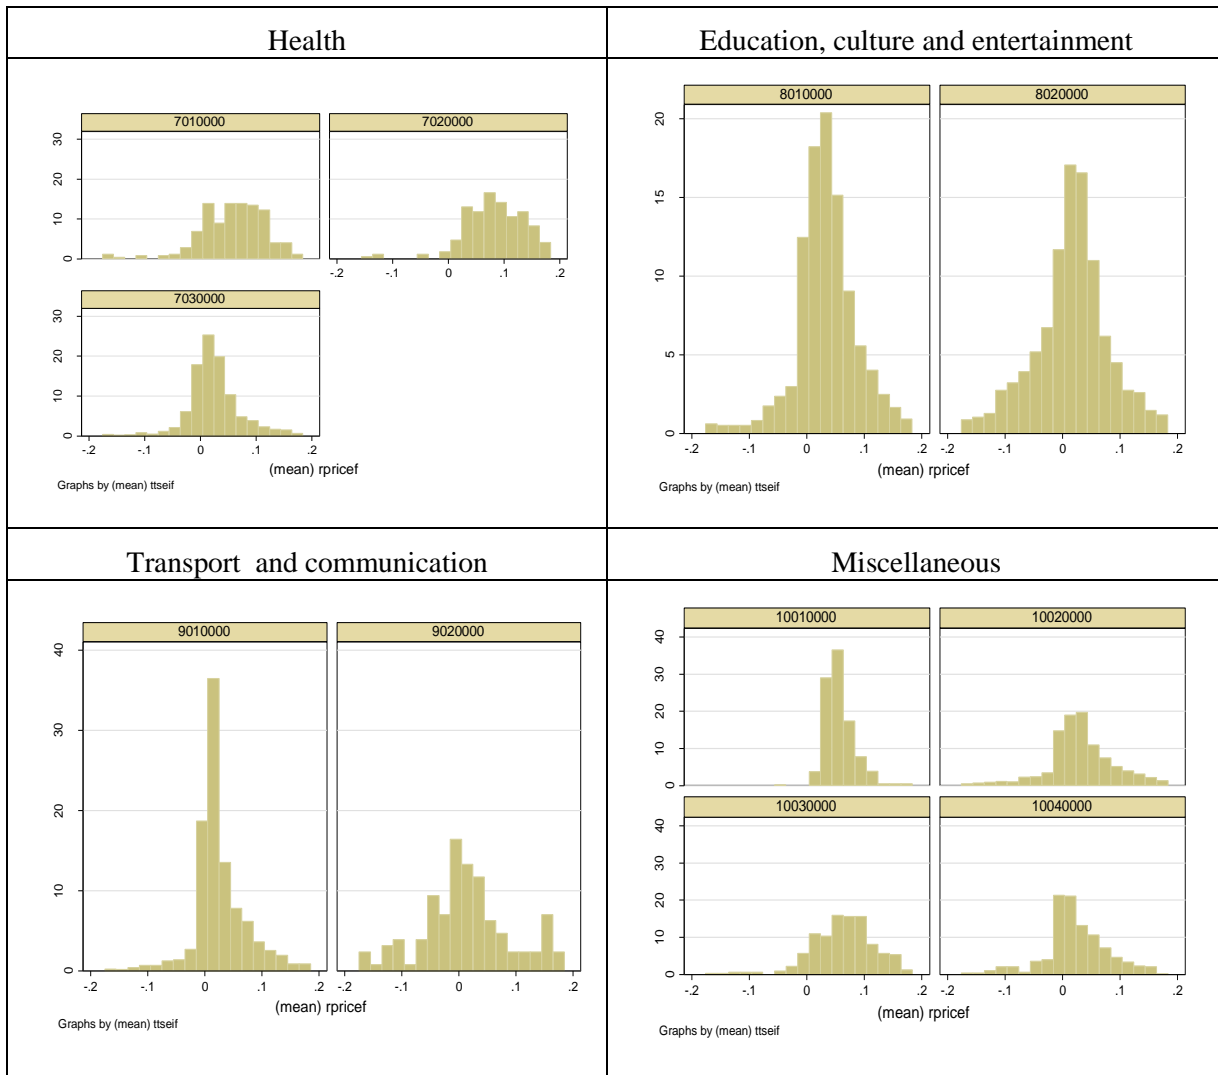 Health
Education, culture and entertainment
7010000
7020000
0 10 20 30
-.2 -.1 0 .1 .2
7030000
0 10 20 30
-.2 -.1 0 .1 .2
(mean) rpricef
Graphs by (mean) ttseif
8010000
8020000
0 5 10 15 20
-.2 -.1 0 .1 .2
-.2 -.1 0 .1 .2
(mean) rpricef
Graphs by (mean) ttseif
Transport and communication
Miscellaneous
9010000
9020000
0 10 20 30 40
-.2 -.1 0 .1 .2
-.2 -.1 0 .1 .2
(mean) rpricef
Graphs by (mean) ttseif
10010000
10020000
0 10 20 30 40
10030000
10040000
0 10 20 30 40
-.2 -.1 0 .1 .2
-.2 -.1 0 .1 .2
(mean) rpricef
Graphs by (mean) ttseif